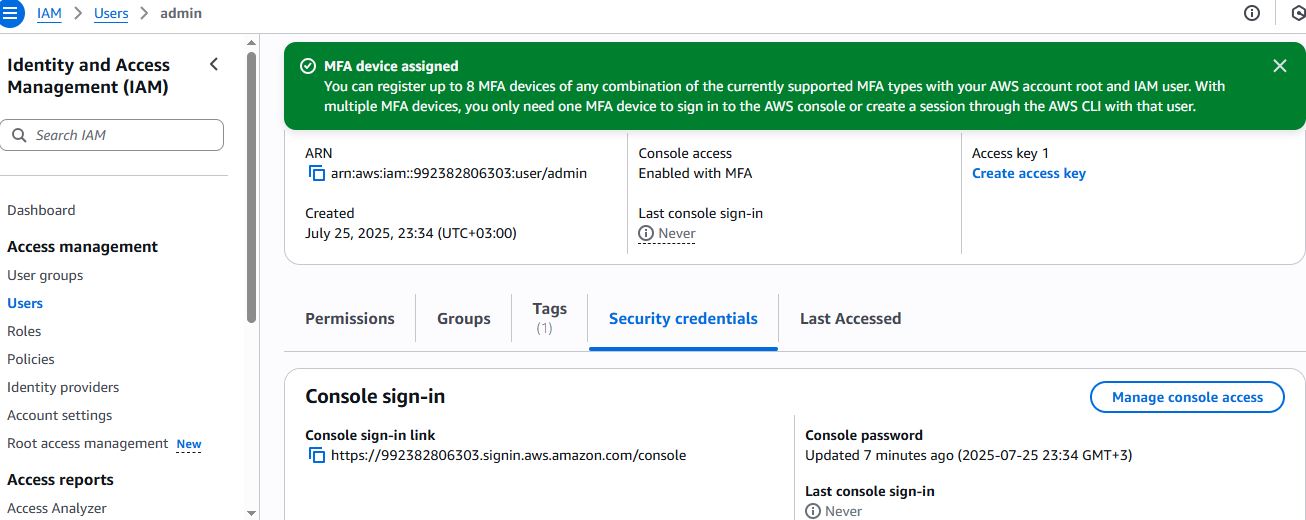 IAM > Users > admin
Identity and Access
Management (IAM)
Search IAM
Dashboard
Access management
User groups
Users
Roles
Policies
Identity providers
Account settings
Root access management New
Access reports
Access Analyzer
MFA device assigned
You can register up to 8 MFA devices of any combination of the currently supported MFA types with your AWS account root and IAM user. With
multiple MFA devices, you only need one MFA device to sign in to the AWS console or create a session through the AWS CLI with that user.
ARN
arn:aws:iam::992382806303:user/admin
Created
July 25, 2025, 23:34 (UTC+03:00)
Console access
Enabled with MFA
Last console sign-in
Never
Access key 1
Create access key
Permissions
Groups
Tags
(1)
Security credentials
Last Accessed
Console sign-in
Manage console access
Console sign-in link
https://992382806303.signin.aws.amazon.com/console
Console password
Updated 7 minutes ago (2025-07-25 23:34 GMT+3)
Last console sign-in
Never